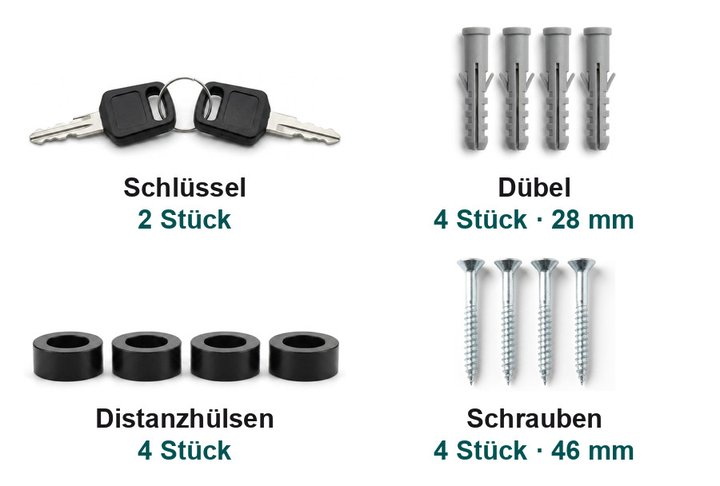 Schlüssel
2 Stück
Dübel
4 Stück · 28 mm
Distanzhülsen
4 Stück
Schrauben
4 Stück · 46 mm